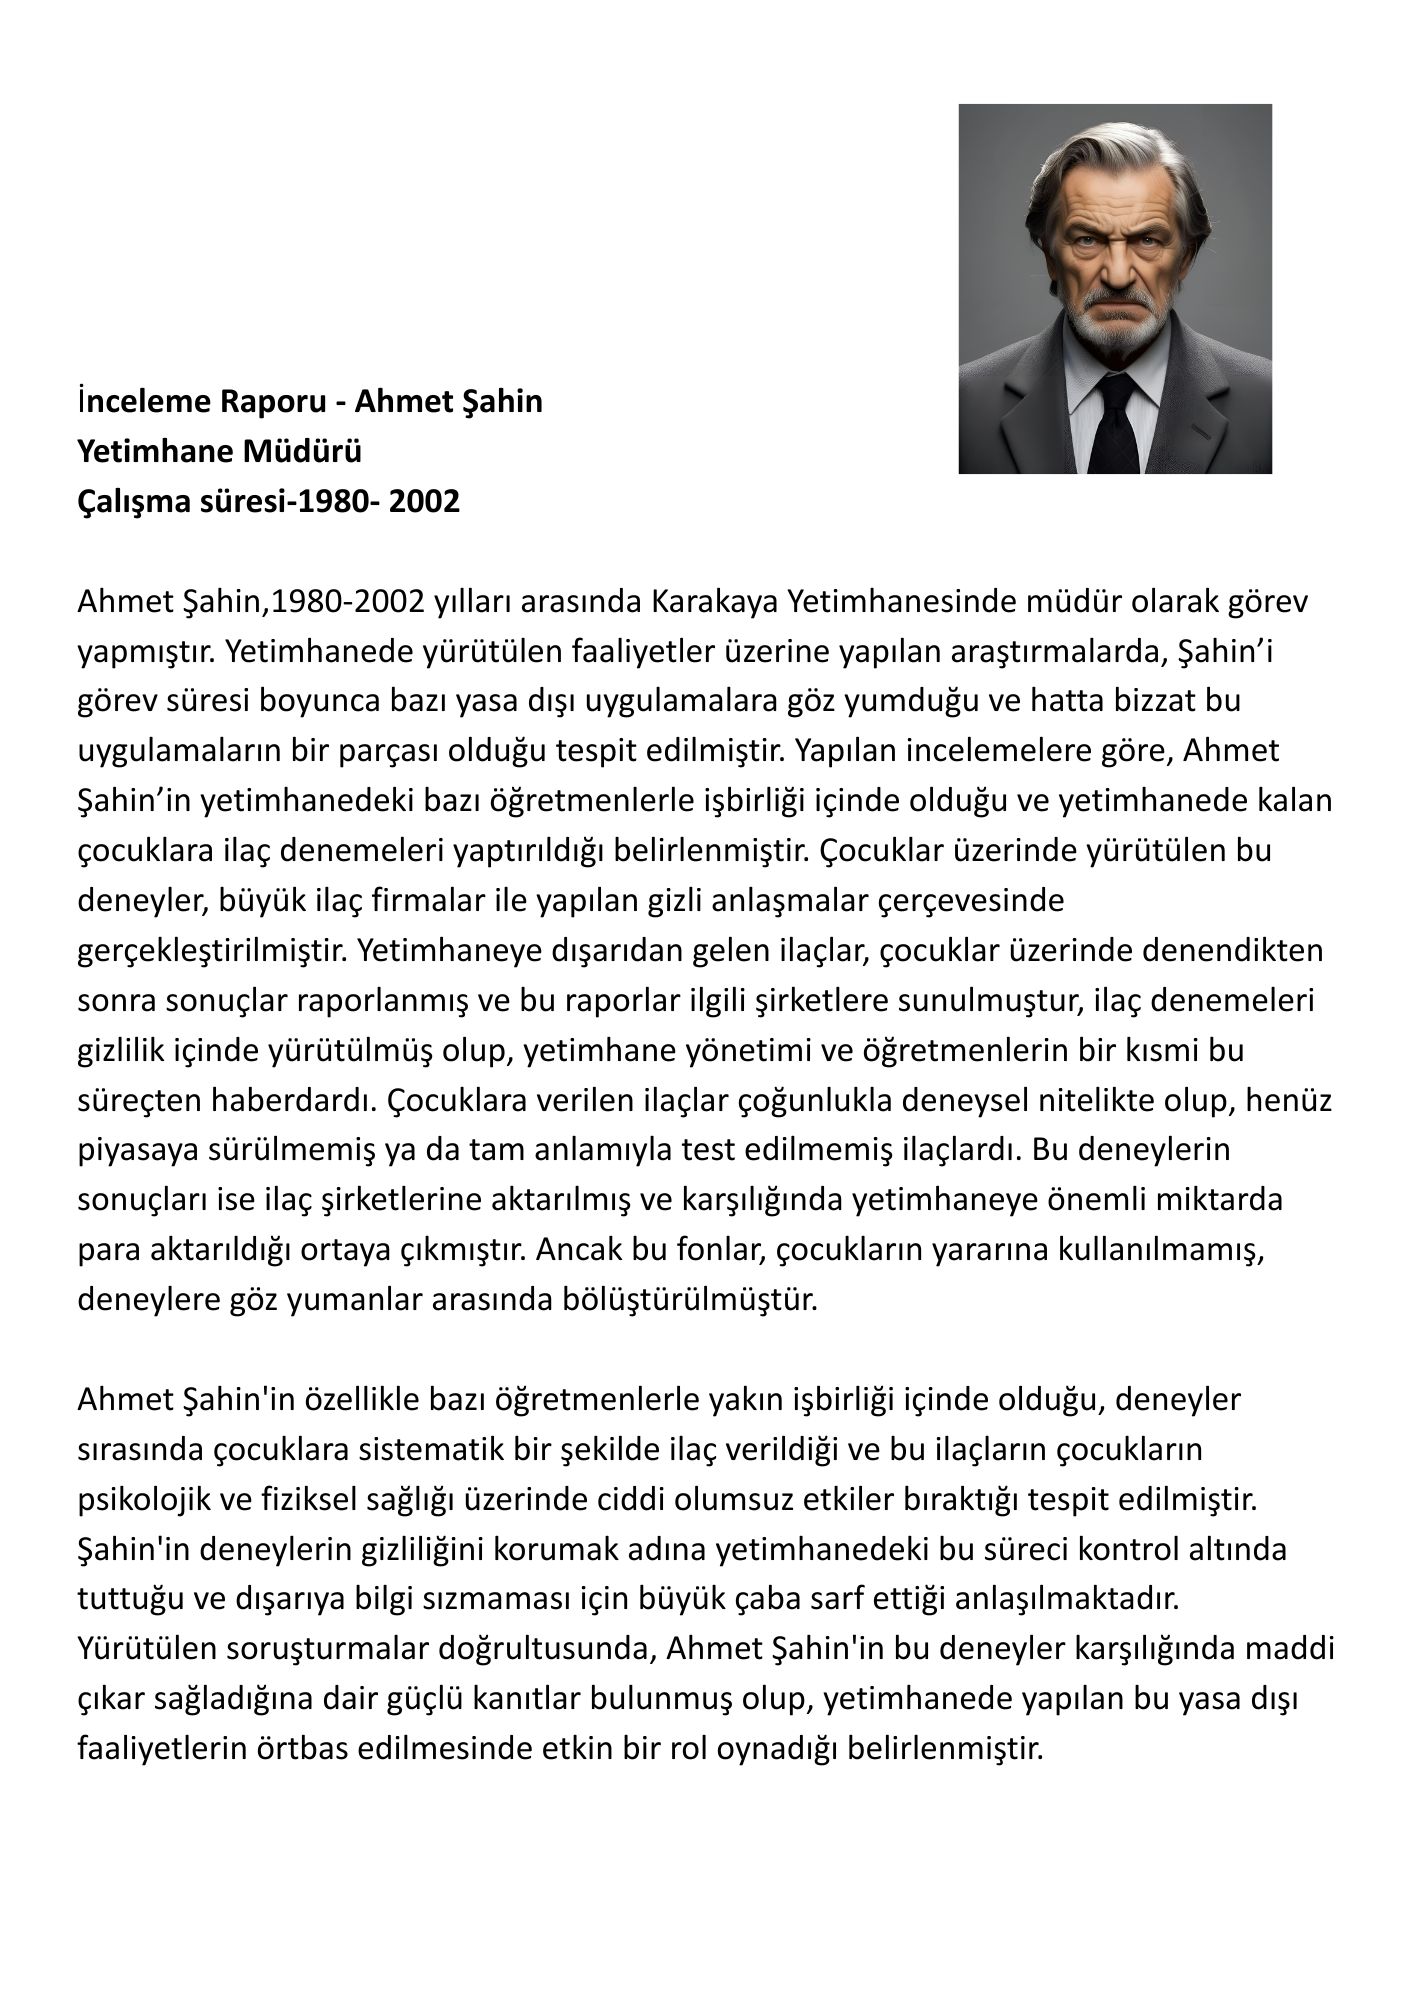 İnceleme Raporu - Ahmet Şahin
Yetimhane Müdürü
Çalışma süresi-1980- 2002
Ahmet Şahin,1980-2002 yılları arasında Karakaya Yetimhanesinde müdür olarak görev
yapmıştır. Yetimhanede yürütülen faaliyetler üzerine yapılan araştırmalarda, Şahin’i
görev süresi boyunca bazı yasa dışı uygulamalara göz yumduğu ve hatta bizzat bu
uygulamaların bir parçası olduğu tespit edilmiştir. Yapılan incelemelere göre, Ahmet
Şahin’in yetimhanedeki bazı öğretmenlerle işbirliği içinde olduğu ve yetimhanede kalan
çocuklara ilaç denemeleri yaptırıldığı belirlenmiştir. Çocuklar üzerinde yürütülen bu
deneyler, büyük ilaç firmalar ile yapılan gizli anlaşmalar çerçevesinde
gerçekleştirilmiştir. Yetimhaneye dışarıdan gelen ilaçlar, çocuklar üzerinde denendikten
sonra sonuçlar raporlanmış ve bu raporlar ilgili şirketlere sunulmuştur, ilaç denemeleri
gizlilik içinde yürütülmüş olup, yetimhane yönetimi ve öğretmenlerin bir kısmi bu
süreçten haberdardı. Çocuklara verilen ilaçlar çoğunlukla deneysel nitelikte olup, henüz
piyasaya sürülmemiş ya da tam anlamıyla test edilmemiş ilaçlardı. Bu deneylerin
sonuçları ise ilaç şirketlerine aktarılmış ve karşılığında yetimhaneye önemli miktarda
para aktarıldığı ortaya çıkmıştır. Ancak bu fonlar, çocukların yararına kullanılmamış,
deneylere göz yumanlar arasında bölüştürülmüştür.
Ahmet Şahin'in özellikle bazı öğretmenlerle yakın işbirliği içinde olduğu, deneyler
sırasında çocuklara sistematik bir şekilde ilaç verildiği ve bu ilaçların çocukların
psikolojik ve fiziksel sağlığı üzerinde ciddi olumsuz etkiler bıraktığı tespit edilmiştir.
Şahin'in deneylerin gizliliğini korumak adına yetimhanedeki bu süreci kontrol altında
tuttuğu ve dışarıya bilgi sızmaması için büyük çaba sarf ettiği anlaşılmaktadır.
Yürütülen soruşturmalar doğrultusunda, Ahmet Şahin'in bu deneyler karşılığında maddi
çıkar sağladığına dair güçlü kanıtlar bulunmuş olup, yetimhanede yapılan bu yasa dışı
faaliyetlerin örtbas edilmesinde etkin bir rol oynadığı belirlenmiştir.